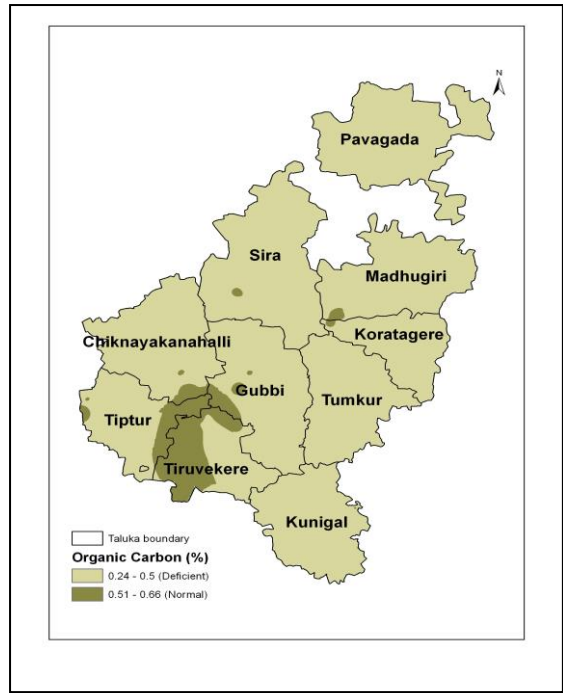 N
Pavagada
Sira
Madhugiri
Koratagere
Chiknayakanahalli
Gubbi
Tumkur
Tiptur
Tiruvekere
Kunigal
Taluka boundary
Organic Carbon (%)
0.24 - 0.5 (Deficient)
0.51 - 0.66 (Normal)